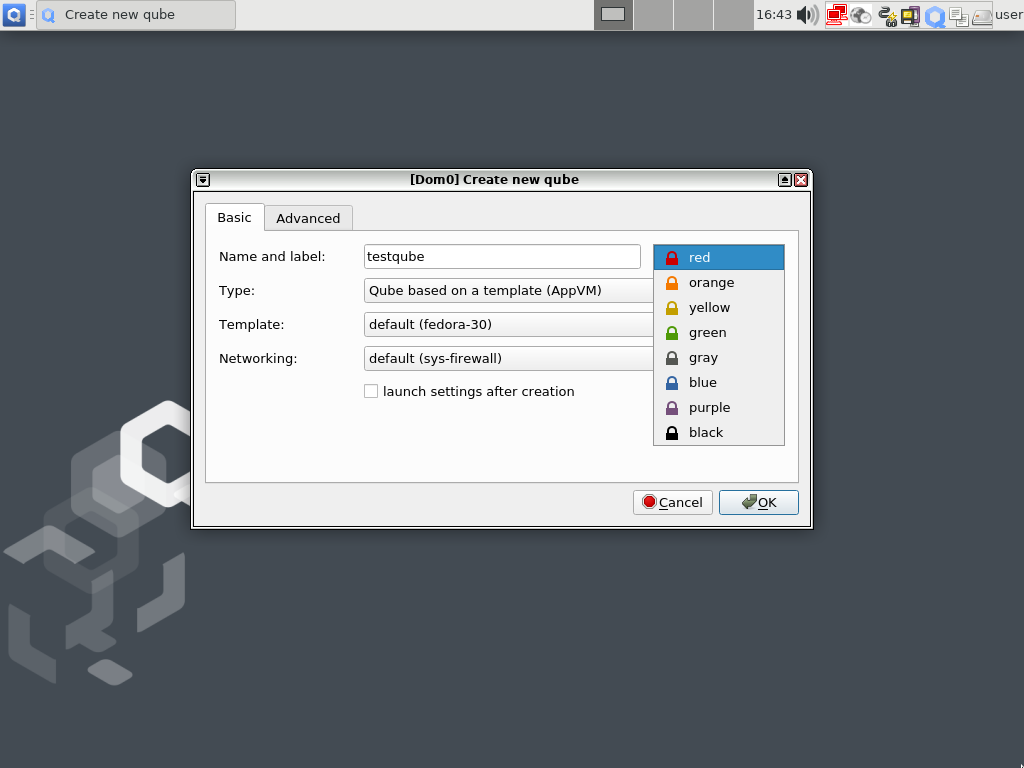 Create new qube
16:43
user
[Dom0] Create new qube
Basic
Advanced
Name and label:
testqube
red
orange
yellow
green
gray
blue
purple
black
Type:
Qube based on a template (AppVM)
Template:
default (fedora-30)
Networking:
default (sys-firewall)
launch settings after creation
Cancel
OK